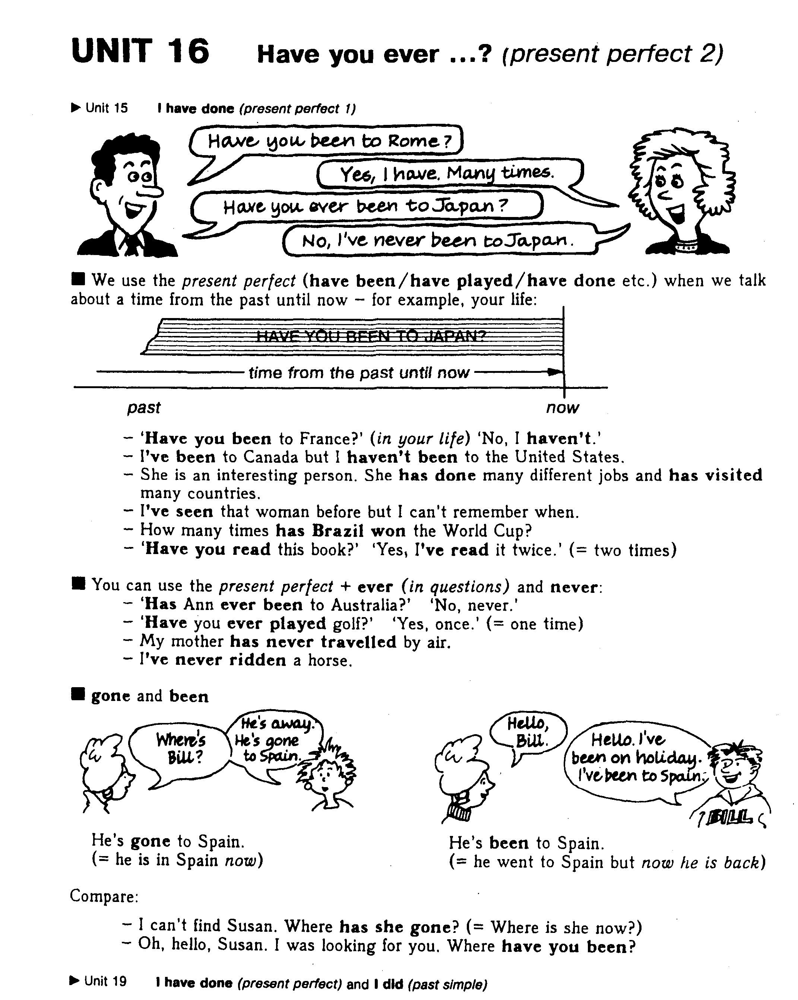 UNIT 16 Have you ever ...? (present perfect 2)
▶ Unit 15 I have done (present perfect 1)
Have you been to Rome?
Yes, I have. Many times.
Have you ever been to Japan?
No, I've never been to Japan.
■ We use the present perfect (have been/have played/have done etc.) when we talk
about a time from the past until now – for example, your life:
HAVE YOU BEEN TO JAPAN?
time from the past until now
past now
– ‘Have you been to France?’ (in your life) ‘No, I haven't.’
– I've been to Canada but I haven't been to the United States.
– She is an interesting person. She has done many different jobs and has visited
many countries.
– I've seen that woman before but I can't remember when.
– How many times has Brazil won the World Cup?
– ‘Have you read this book?’ ‘Yes, I've read it twice.’ (= two times)
■ You can use the present perfect + ever (in questions) and never:
– ‘Has Ann ever been to Australia?’ ‘No, never.’
– ‘Have you ever played golf?’ ‘Yes, once.’ (= one time)
– My mother has never travelled by air.
– I've never ridden a horse.
■ gone and been
Where's
Bill?
He's away.
He's gone
to Spain.
Hello,
Bill.
Hello. I've
been on holiday.
I've been to Spain.
BILL
He's gone to Spain.
(= he is in Spain now)
He's been to Spain.
(= he went to Spain but now he is back)
Compare:
– I can't find Susan. Where has she gone? (= Where is she now?)
– Oh, hello, Susan. I was looking for you. Where have you been?
▶ Unit 19 I have done (present perfect) and I did (past simple)